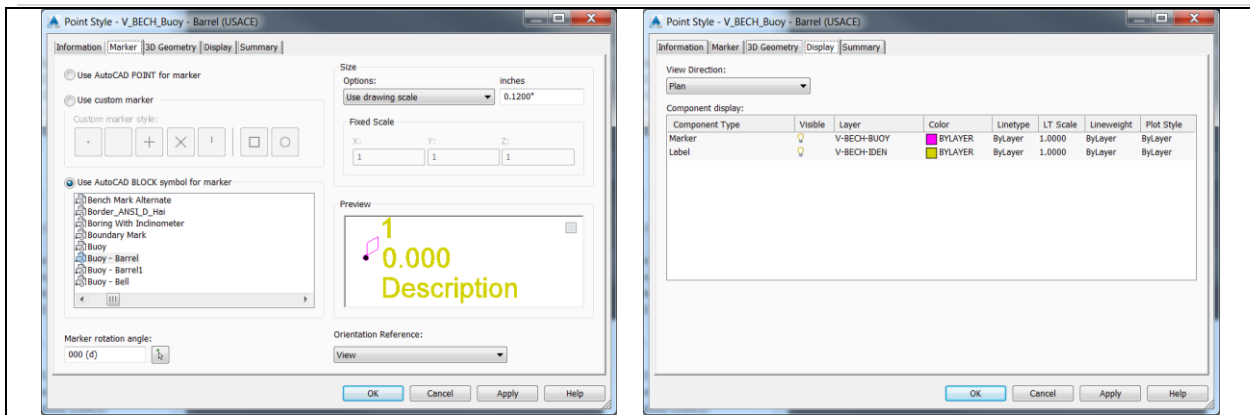 Point Style - V_BECH_Buoy - Barrel (USACE)
Information Marker 3D Geometry Display Summary
Use AutoCAD POINT for marker
Use custom marker
Custom marker style:
Use AutoCAD BLOCK symbol for marker
Bench Mark Alternate
Border_ANSI_D_Hai
Boring With Inclinometer
Boundary Mark
Buoy
Buoy - Barrel
Buoy - Barrel1
Buoy - Bell
Marker rotation angle:
000 (d)
Size
Options: inches
Use drawing scale 0.1200"
Fixed Scale
X: Y: Z:
1 1 1
Preview
1
0.000
Description
Orientation Reference:
View
OK Cancel Apply Help
Point Style - V_BECH_Buoy - Barrel (USACE)
Information Marker 3D Geometry Display Summary
View Direction:
Plan
Component display:
Component Type Visible Layer Color Linetype LT Scale Lineweight Plot Style
Marker V-BECH-BUOY BYLAYER ByLayer 1.0000 ByLayer ByLayer
Label V-BECH-IDEN BYLAYER ByLayer 1.0000 ByLayer ByLayer
OK Cancel Apply Help